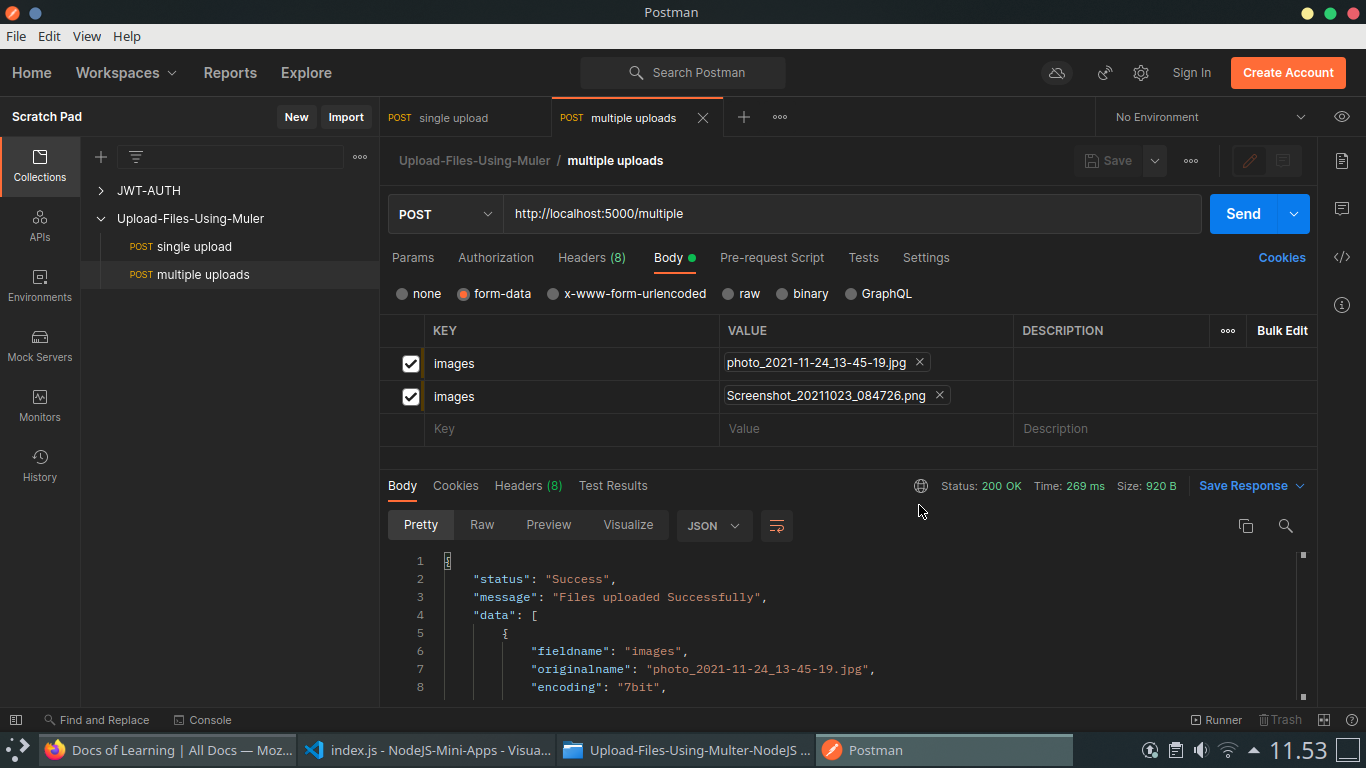 Postman
File Edit View Help
Home Workspaces Reports Explore Search Postman Sign In Create Account
Scratch Pad New Import
POST single upload POST multiple uploads No Environment
Collections
APIs
Environments
Mock Servers
Monitors
History
JWT-AUTH
Upload-Files-Using-Muler
POST single upload
POST multiple uploads
Upload-Files-Using-Muler / multiple uploads Save
POST http://localhost:5000/multiple Send
Params Authorization Headers (8) Body Pre-request Script Tests Settings Cookies
none form-data x-www-form-urlencoded raw binary GraphQL
KEY VALUE DESCRIPTION Bulk Edit
images photo_2021-11-24_13-45-19.jpg
images Screenshot_20211023_084726.png
Key Value Description
Body Cookies Headers (8) Test Results Status: 200 OK Time: 269 ms Size: 920 B Save Response
Pretty Raw Preview Visualize JSON
1 {
2 "status": "Success",
3 "message": "Files uploaded Successfully",
4 "data": [
5 {
6 "fieldname": "images",
7 "originalname": "photo_2021-11-24_13-45-19.jpg",
8 "encoding": "7bit",
Find and Replace Console Runner Trash
Docs of Learning | All Docs — Moz... index.js - NodeJS-Mini-Apps - Visua... Upload-Files-Using-Multer-NodeJS ... Postman 11.53